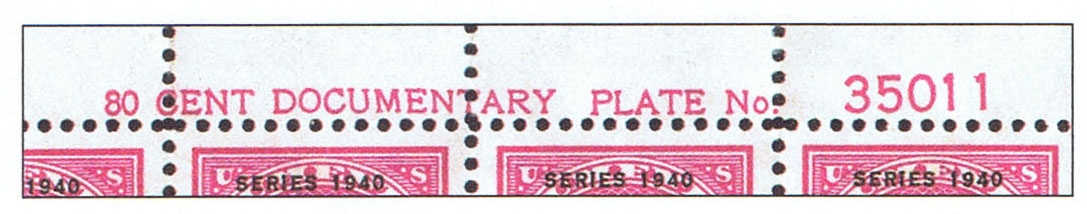 80 CENT DOCUMENTARY PLATE No. 35011
1940 S U S SERIES 1940 U S SERIES 1940 U S SERIES 1940